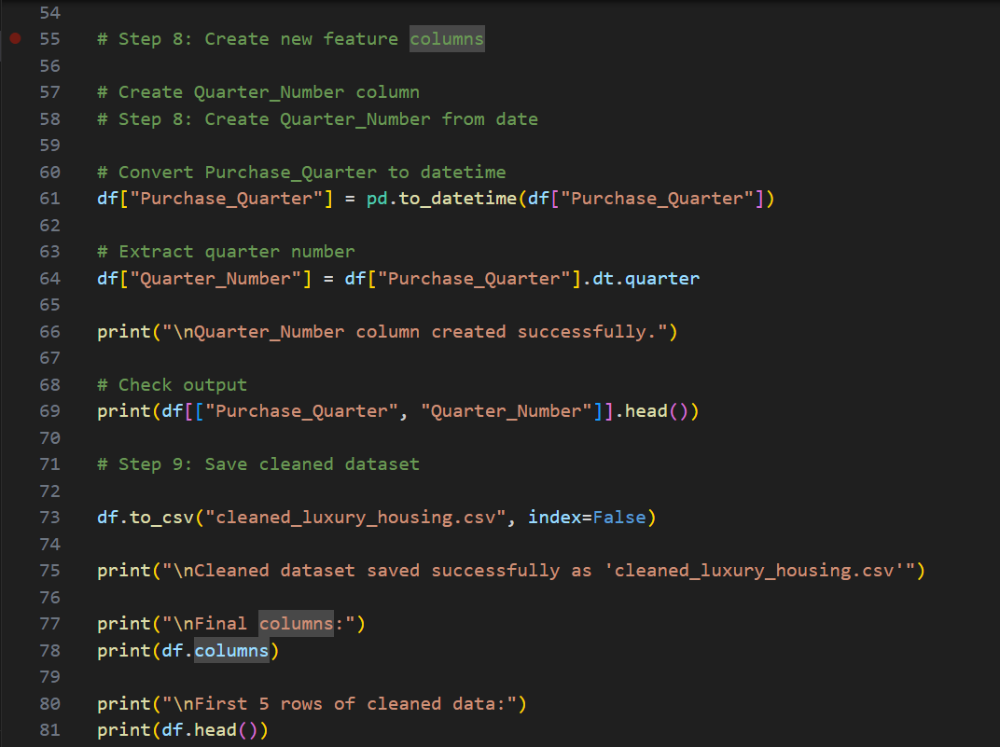 54
55 # Step 8: Create new feature columns
56
57 # Create Quarter_Number column
58 # Step 8: Create Quarter_Number from date
59
60 # Convert Purchase_Quarter to datetime
61 df["Purchase_Quarter"] = pd.to_datetime(df["Purchase_Quarter"])
62
63 # Extract quarter number
64 df["Quarter_Number"] = df["Purchase_Quarter"].dt.quarter
65
66 print("\nQuarter_Number column created successfully.")
67
68 # Check output
69 print(df[["Purchase_Quarter", "Quarter_Number"]].head())
70
71 # Step 9: Save cleaned dataset
72
73 df.to_csv("cleaned_luxury_housing.csv", index=False)
74
75 print("\nCleaned dataset saved successfully as 'cleaned_luxury_housing.csv'")
76
77 print("\nFinal columns:")
78 print(df.columns)
79
80 print("\nFirst 5 rows of cleaned data:")
81 print(df.head())